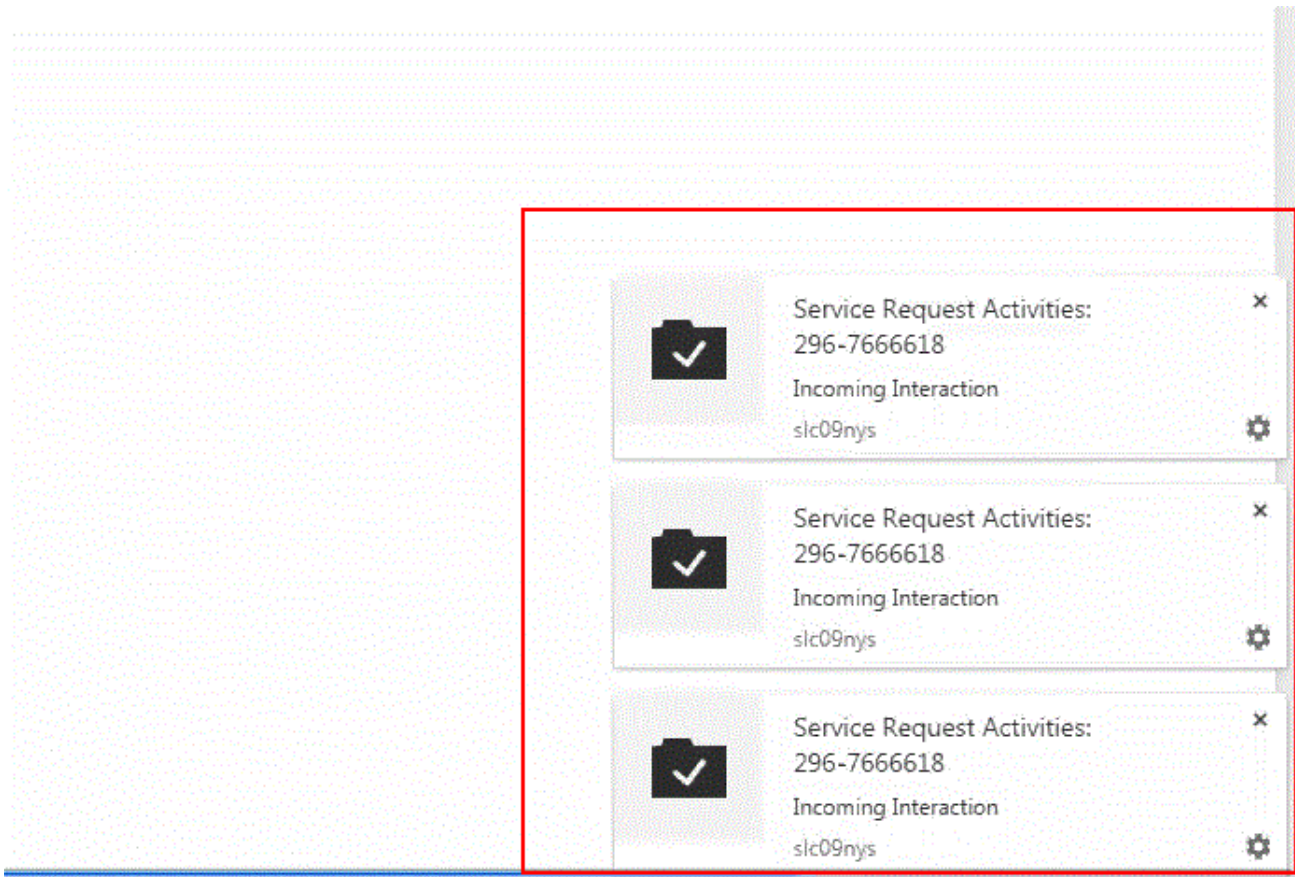 Service Request Activities:
296-7666618
Incoming Interaction
slc09nys
Service Request Activities:
296-7666618
Incoming Interaction
slc09nys
Service Request Activities:
296-7666618
Incoming Interaction
slc09nys